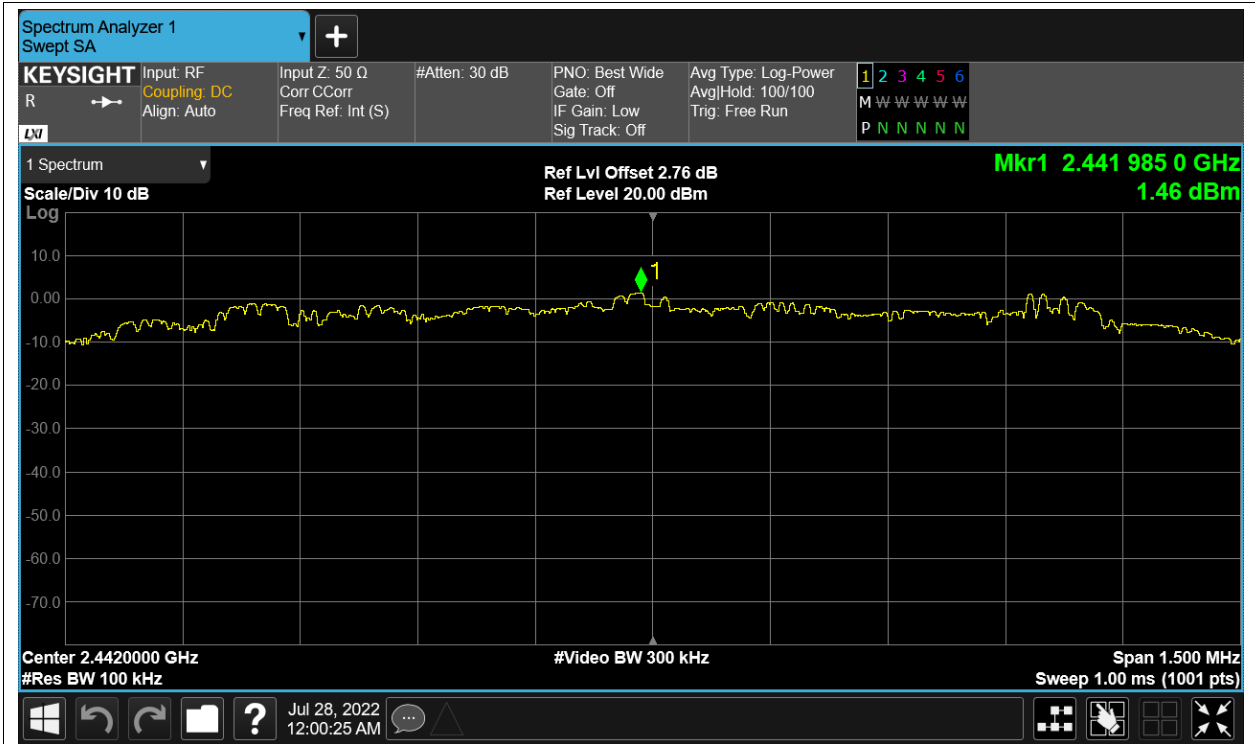 Spectrum Analyzer 1
Swept SA
KEYSIGHT
R
LXI
Input: RF
Coupling: DC
Align: Auto
Input Z: 50 Ω
Corr CCorr
Freq Ref: Int (S)
#Atten: 30 dB
PNO: Best Wide
Gate: Off
IF Gain: Low
Sig Track: Off
Avg Type: Log-Power
Avg|Hold: 100/100
Trig: Free Run
1 2 3 4 5 6
M W W W W W
P N N N N N
1 Spectrum
Scale/Div 10 dB
Log
Ref Lvl Offset 2.76 dB
Ref Level 20.00 dBm
Mkr1 2.441 985 0 GHz
1.46 dBm
1
10.0
0.00
-10.0
-20.0
-30.0
-40.0
-50.0
-60.0
-70.0
Center 2.4420000 GHz
#Video BW 300 kHz
Span 1.500 MHz
#Res BW 100 kHz
Sweep 1.00 ms (1001 pts)
?
Jul 28, 2022
12:00:25 AM